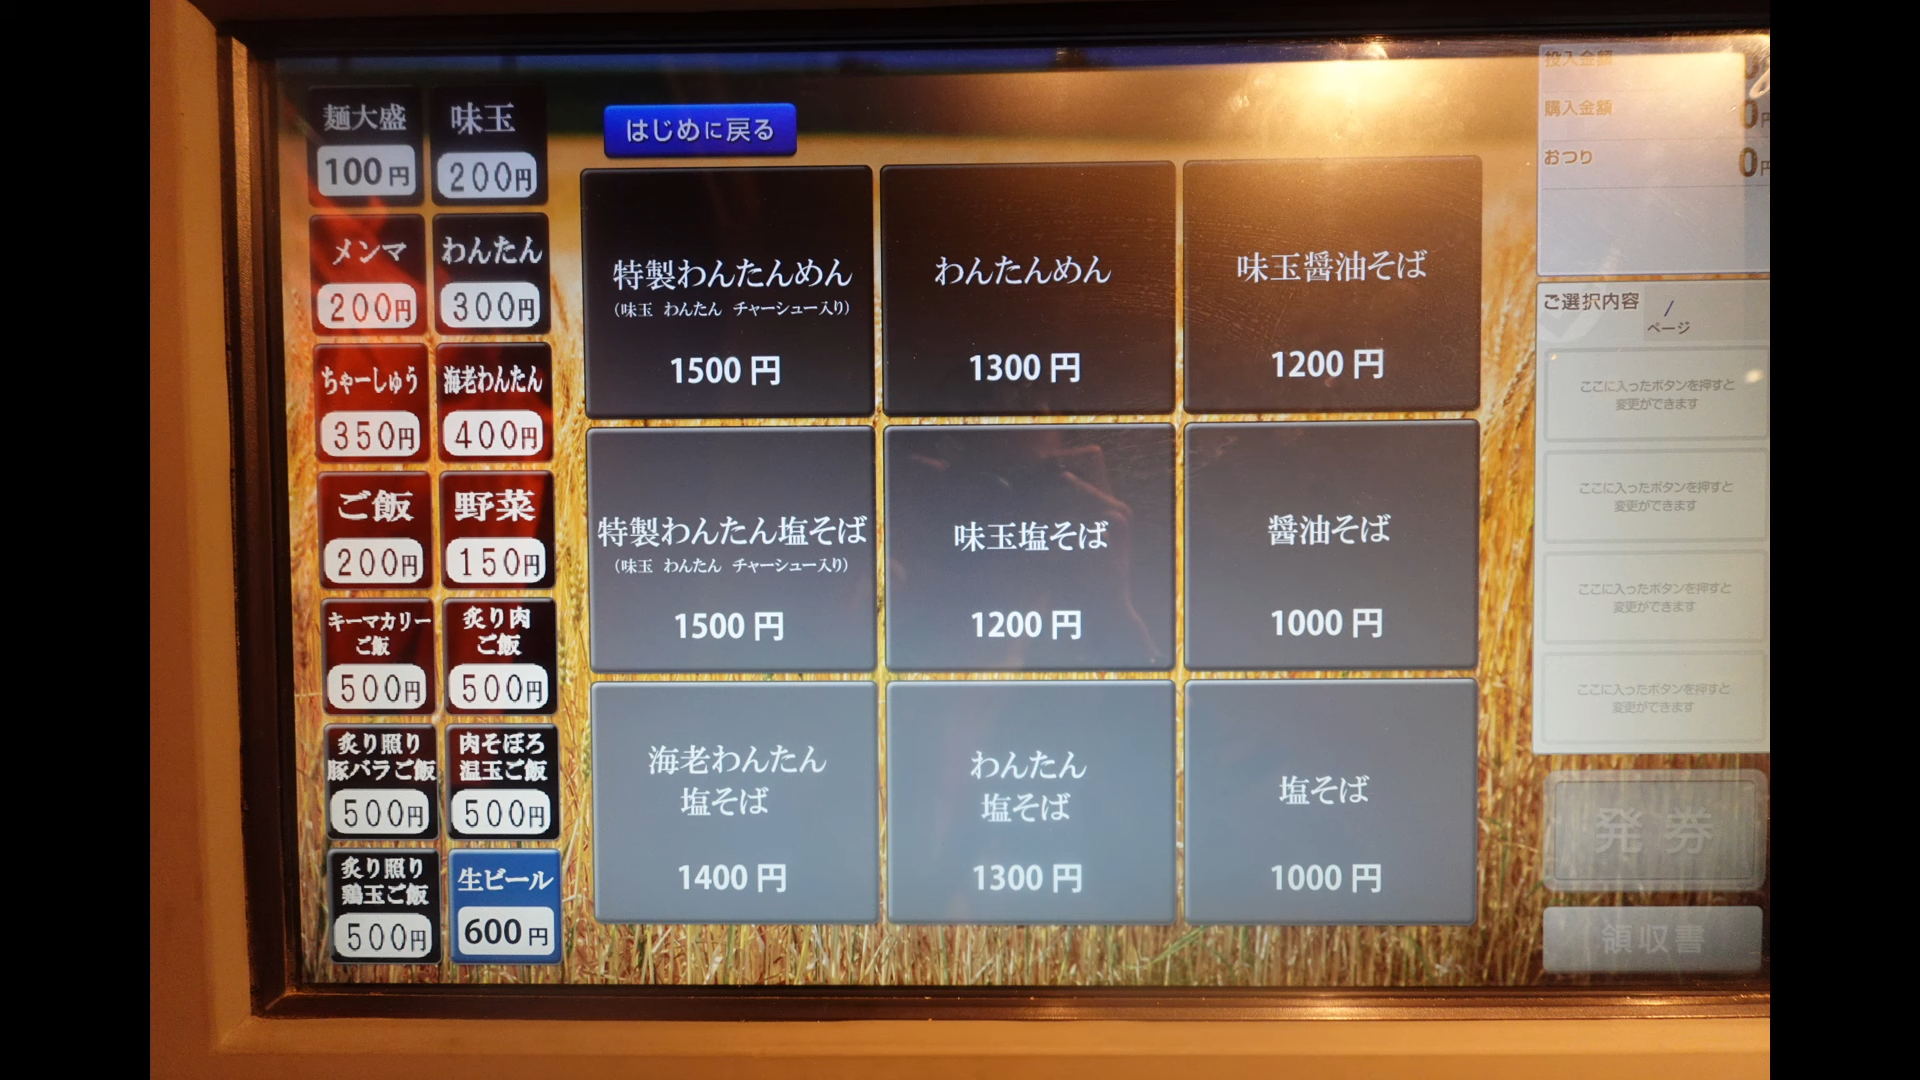 麺大盛
100円
味玉
200円
メンマ
200円
わんたん
300円
ちゃーしゅう
350円
海老わんたん
400円
ご飯
200円
野菜
150円
キーマカリー
ご飯
500円
炙り肉
ご飯
500円
炙り照り
豚バラご飯
500円
肉そぼろ
温玉ご飯
500円
炙り照り
鶏玉ご飯
500円
生ビール
600円
はじめに戻る
特製わんたんめん
(味玉 わんたん チャーシュー入り)
1500円
わんたんめん
1300円
味玉醤油そば
1200円
特製わんたん塩そば
(味玉 わんたん チャーシュー入り)
1500円
味玉塩そば
1200円
醤油そば
1000円
海老わんたん
塩そば
1400円
わんたん
塩そば
1300円
塩そば
1000円
投入金額
購入金額
0円
おつり
0円
ご選択内容
/
ページ
ここに入ったボタンを押すと
変更ができます
ここに入ったボタンを押すと
変更ができます
ここに入ったボタンを押すと
変更ができます
ここに入ったボタンを押すと
変更ができます
発券
領収書